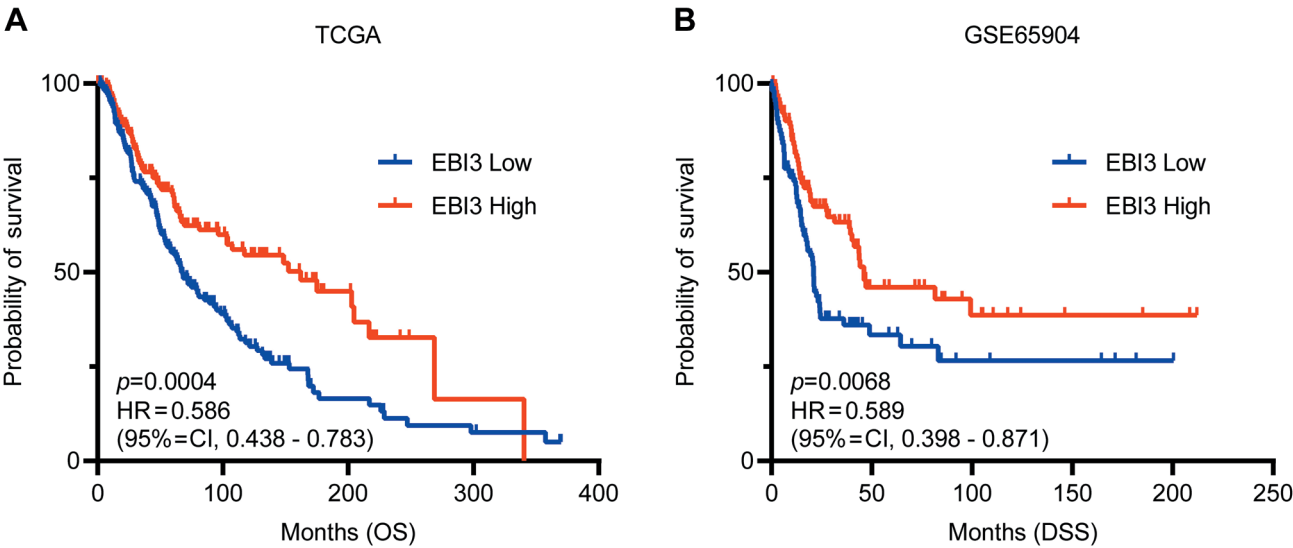 A
TCGA
100
50
0
Probability of survival
EBI3 Low
EBI3 High
p=0.0004
HR=0.586
(95%=CI, 0.438 - 0.783)
0
100
200
300
400
Months (OS)
B
GSE65904
100
50
0
Probability of survival
EBI3 Low
EBI3 High
p=0.0068
HR=0.589
(95%=CI, 0.398 - 0.871)
0
50
100
150
200
250
Months (DSS)